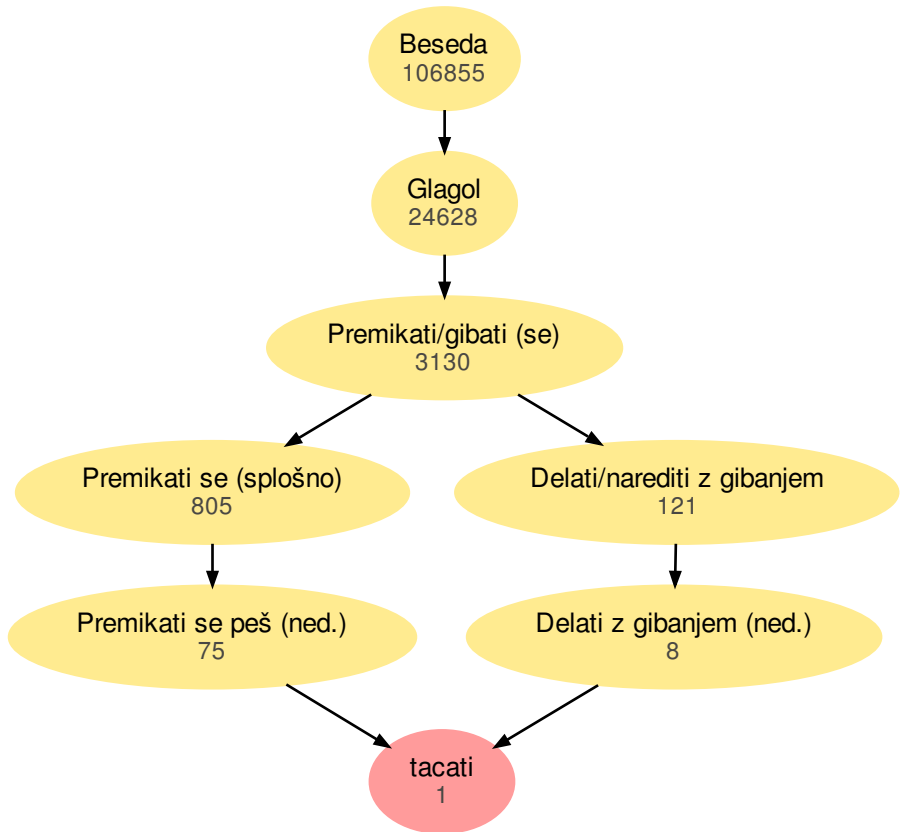 Beseda
106855
Glagol
24628
Premikati/gibati (se)
3130
Premikati se (splošno)
805
Delati/narediti z gibanjem
121
Premikati se peš (ned.)
75
Delati z gibanjem (ned.)
8
tacati
1